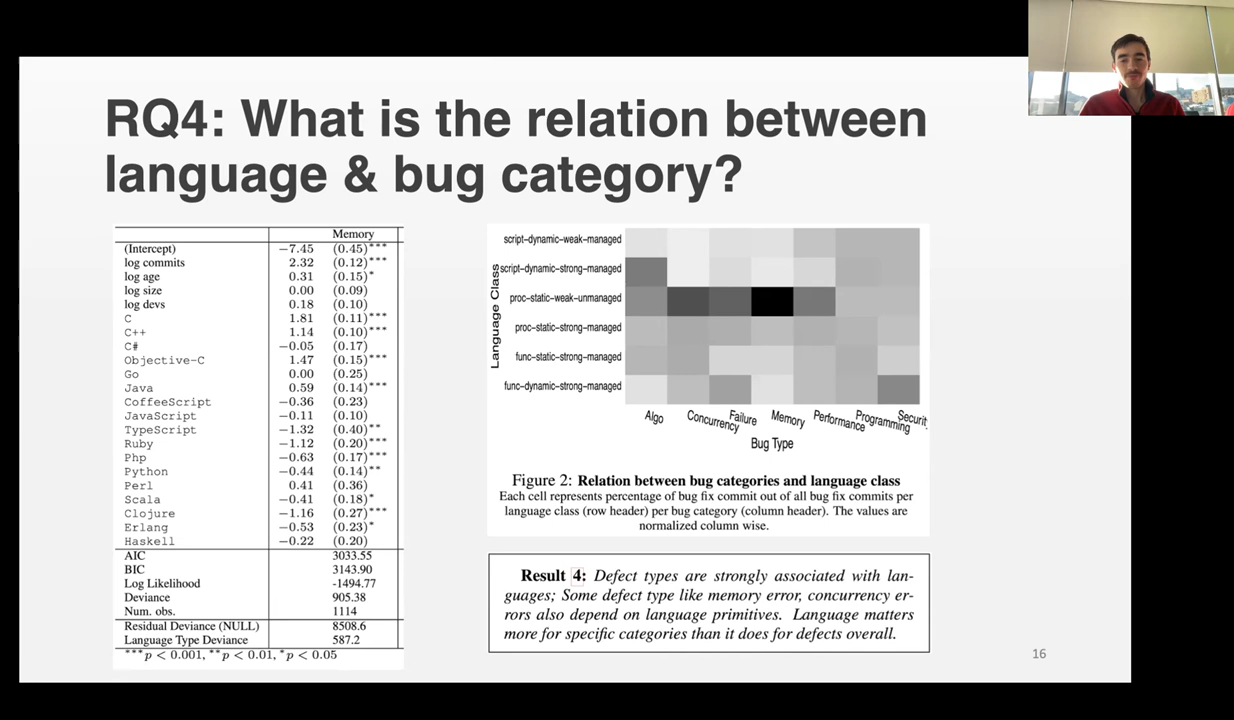 RQ4: What is the relation between
language & bug category?
Memory
(Intercept) −7.45 (0.45)***
log commits 2.32 (0.12)***
log age 0.31 (0.15)*
log size 0.00 (0.09)
log devs 0.18 (0.10)
C 1.81 (0.11)***
C++ 1.14 (0.10)***
C# −0.05 (0.17)
Objective-C 1.47 (0.15)***
Go 0.00 (0.25)
Java 0.59 (0.14)***
CoffeeScript −0.36 (0.23)
JavaScript −0.11 (0.10)
TypeScript −1.32 (0.40)**
Ruby −1.12 (0.20)***
Php −0.63 (0.17)***
Python −0.44 (0.14)**
Perl 0.41 (0.36)
Scala −0.41 (0.18)*
Clojure −1.16 (0.27)***
Erlang −0.53 (0.23)*
Haskell −0.22 (0.20)
AIC 3033.55
BIC 3143.90
Log Likelihood -1494.77
Deviance 905.38
Num. obs. 1114
Residual Deviance (NULL) 8508.6
Language Type Deviance 587.2
***p < 0.001, **p < 0.01, *p < 0.05
Language Class
script−dynamic−weak−managed
script−dynamic−strong−managed
proc−static−weak−unmanaged
proc−static−strong−managed
func−static−strong−managed
func−dynamic−strong−managed
Algo Concurrency Failure Memory Performance Programming Securit
Bug Type
Figure 2: Relation between bug categories and language class
Each cell represents percentage of bug fix commit out of all bug fix commits per
language class (row header) per bug category (column header). The values are
normalized column wise.
Result 4: Defect types are strongly associated with lan-
guages; Some defect type like memory error, concurrency er-
rors also depend on language primitives. Language matters
more for specific categories than it does for defects overall.
16